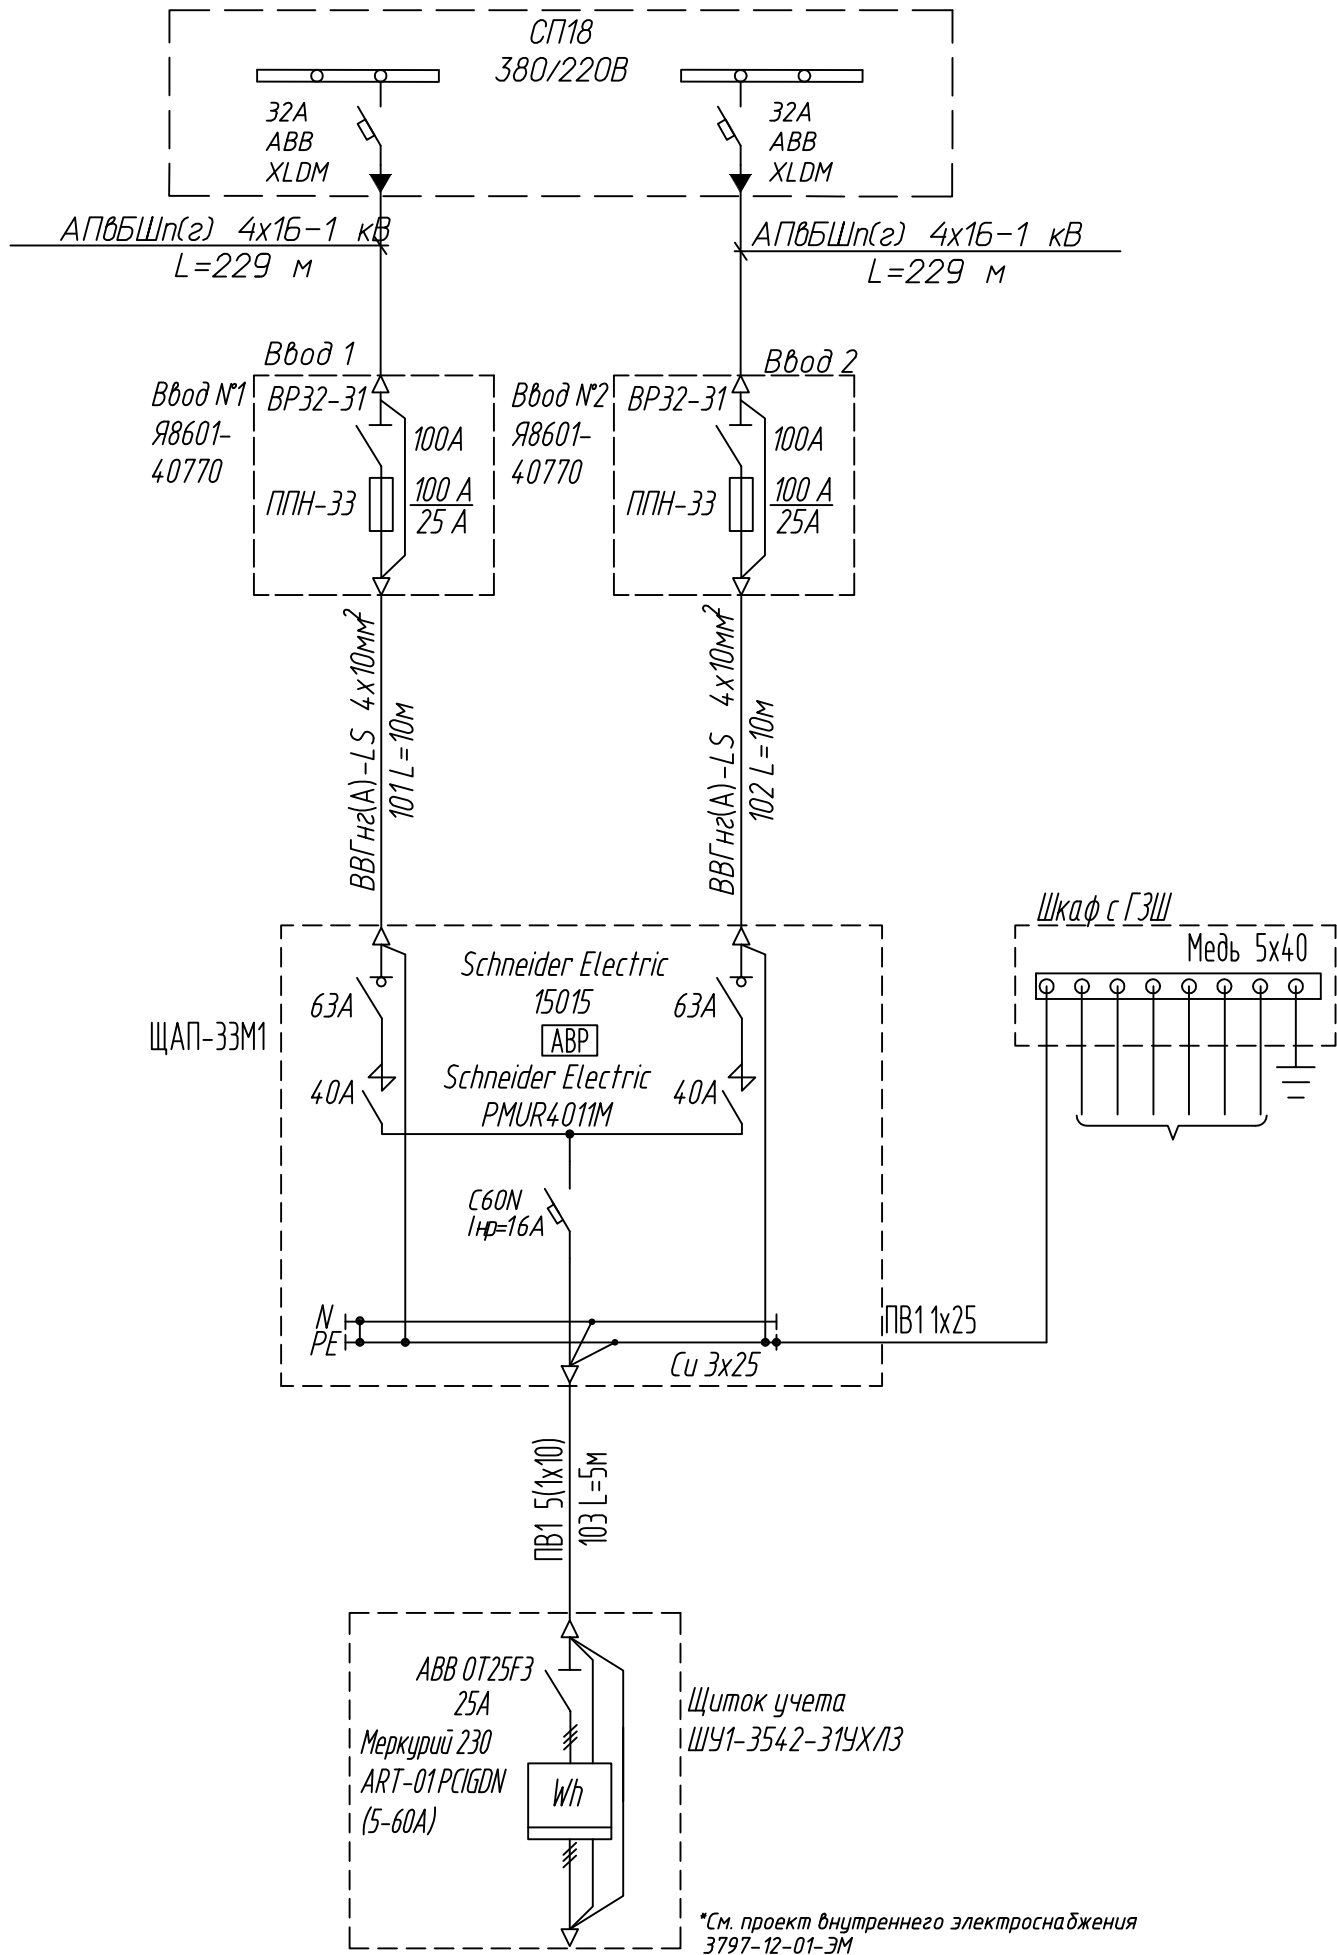 СП18
380/220В
32А
АВВ
XLDM
32А
АВВ
XLDM
АПвБШп(г) 4х16-1 кВ
L=229 м
АПвБШп(г) 4х16-1 кВ
L=229 м
Ввод 1
Ввод 2
Ввод №1
Я8601-
40770
ВР32-31
100А
ППН-33
100 А
25 А
Ввод №2
Я8601-
40770
ВР32-31
100А
ППН-33
100 А
25А
ВВГнг(А)-LS 4х10мм²
101 L=10м
ВВГнг(А)-LS 4х10мм²
102 L=10м
Шкаф с ГЗШ
Медь 5х40
ЩАП-33М1
Schneider Electric
15015
АВР
Schneider Electric
PMUR4011M
63А
40А
63А
40А
C60N
Iнр=16А
N
PE
Си 3х25
ПВ1 1х25
ПВ1 5(1х10)
103 L=5м
АВВ OT25F3
25А
Меркурий 230
ART-01 PCIGDN
(5-60А)
Wh
Щиток учета
ШУ1-3542-31УХЛ3
*См. проект внутреннего электроснабжения
3797-12-01-ЭМ